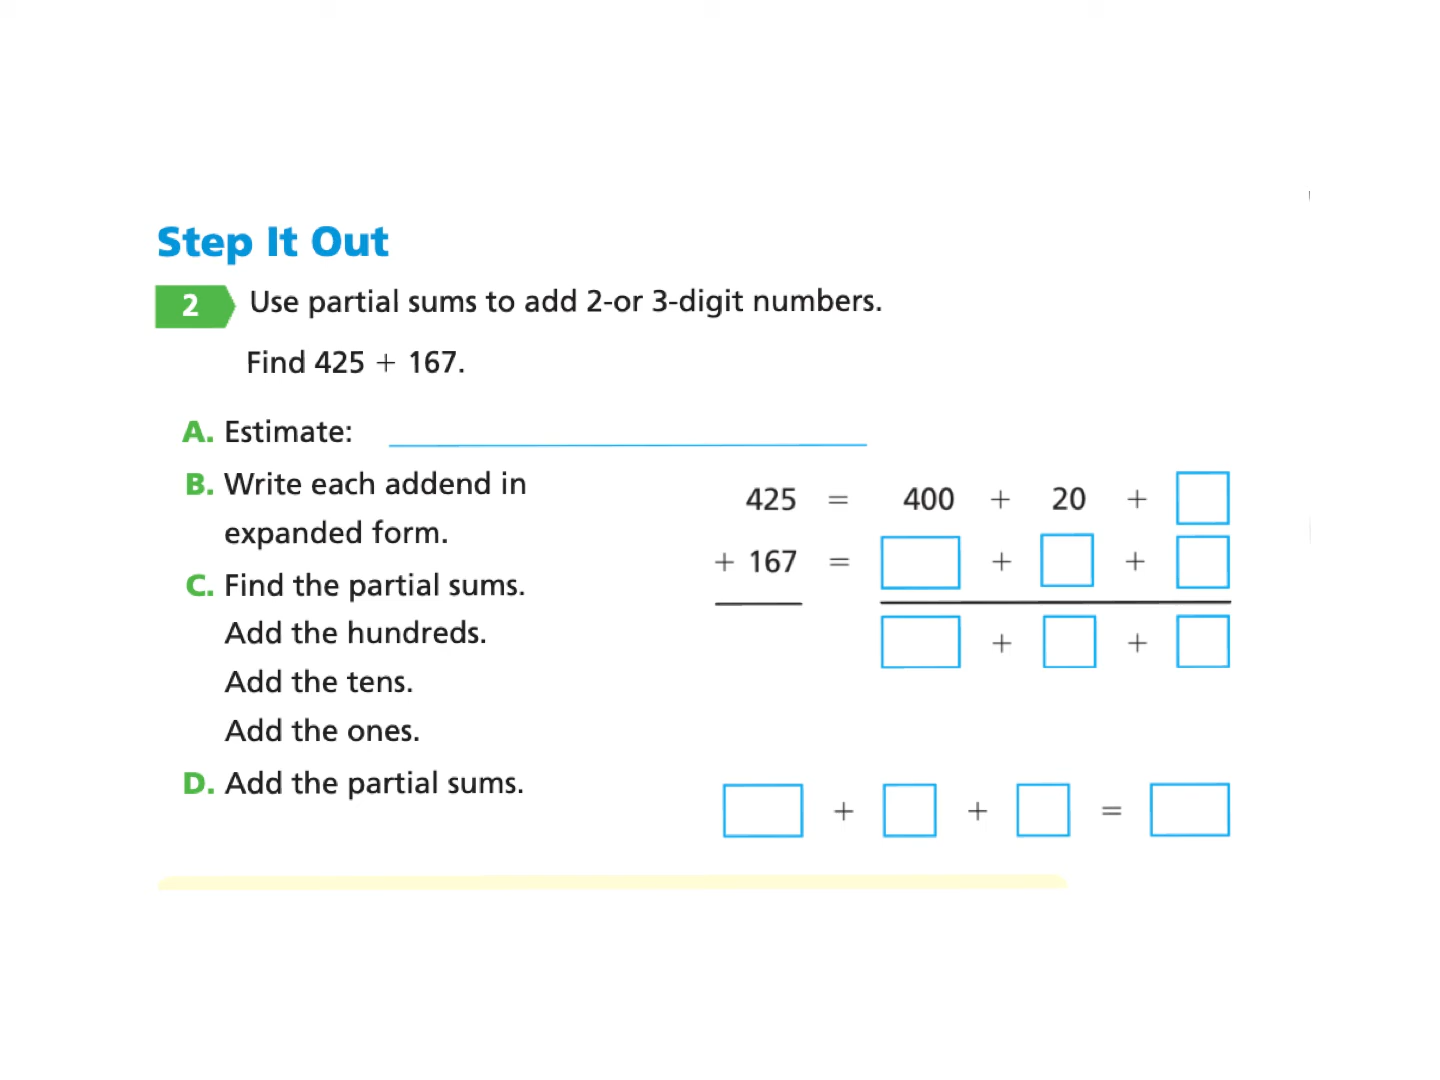 Step It Out
2 Use partial sums to add 2-or 3-digit numbers.
Find 425 + 167.
A. Estimate:
B. Write each addend in
expanded form.
425 = 400 + 20 +
+ 167 = + +
C. Find the partial sums.
Add the hundreds.
+ +
Add the tens.
Add the ones.
D. Add the partial sums.
+ + =